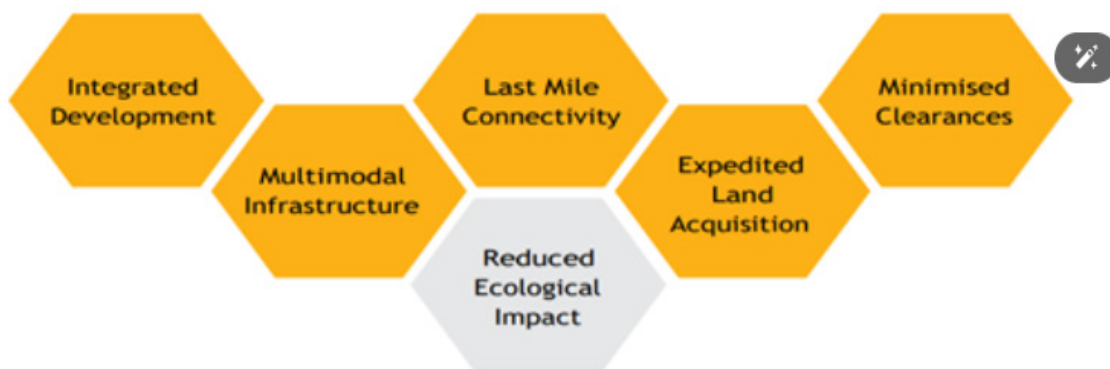 Integrated
Development
Multimodal
Infrastructure
Last Mile
Connectivity
Reduced
Ecological
Impact
Expedited
Land
Acquisition
Minimised
Clearances